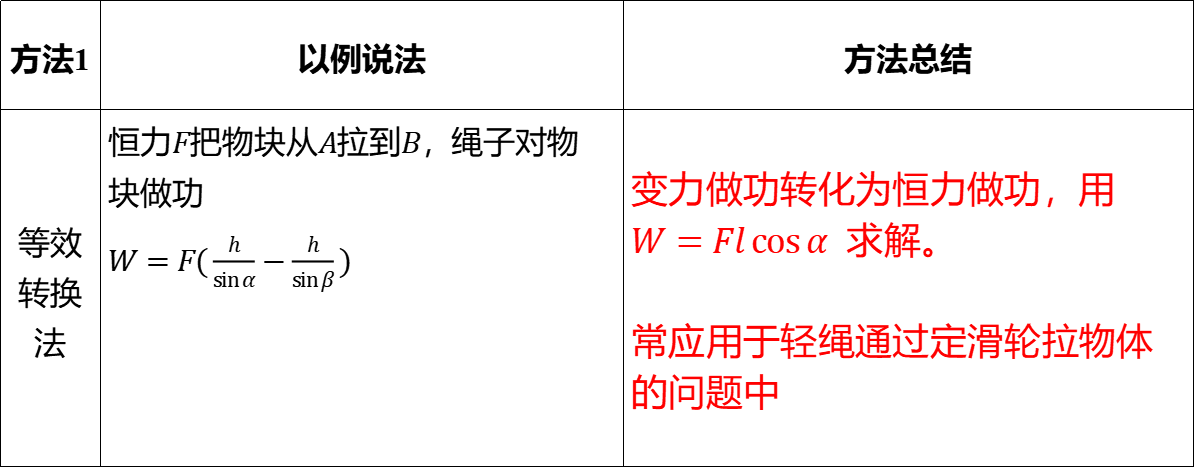 方法1
以例说法
方法总结
等效
转换
法
恒力F把物块从A拉到B，绳子对物
块做功
W = F(h/sin α − h/sin β)
变力做功转化为恒力做功，用
W = Fl cos α 求解。
常应用于轻绳通过定滑轮拉物体
的问题中